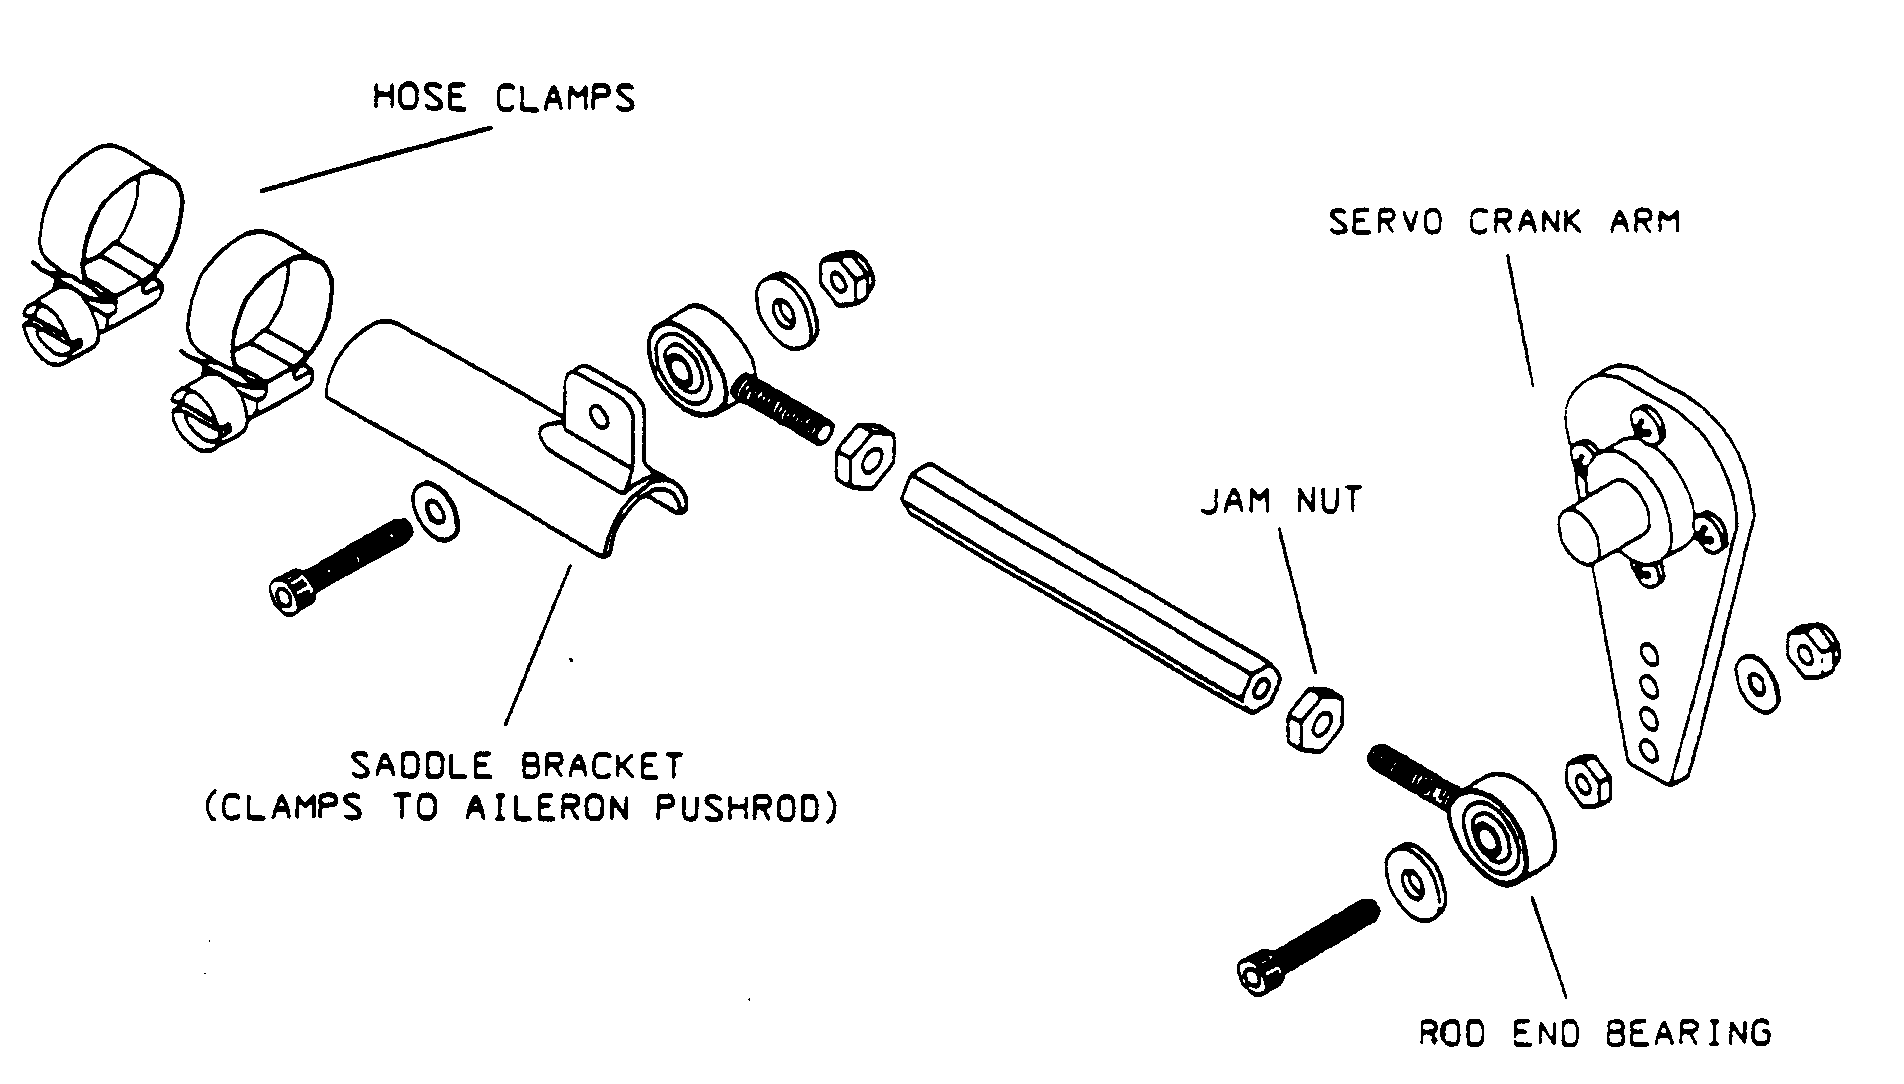 HOSE CLAMPS
SERVO CRANK ARM
JAM NUT
SADDLE BRACKET
(CLAMPS TO AILERON PUSHROD)
ROD END BEARING